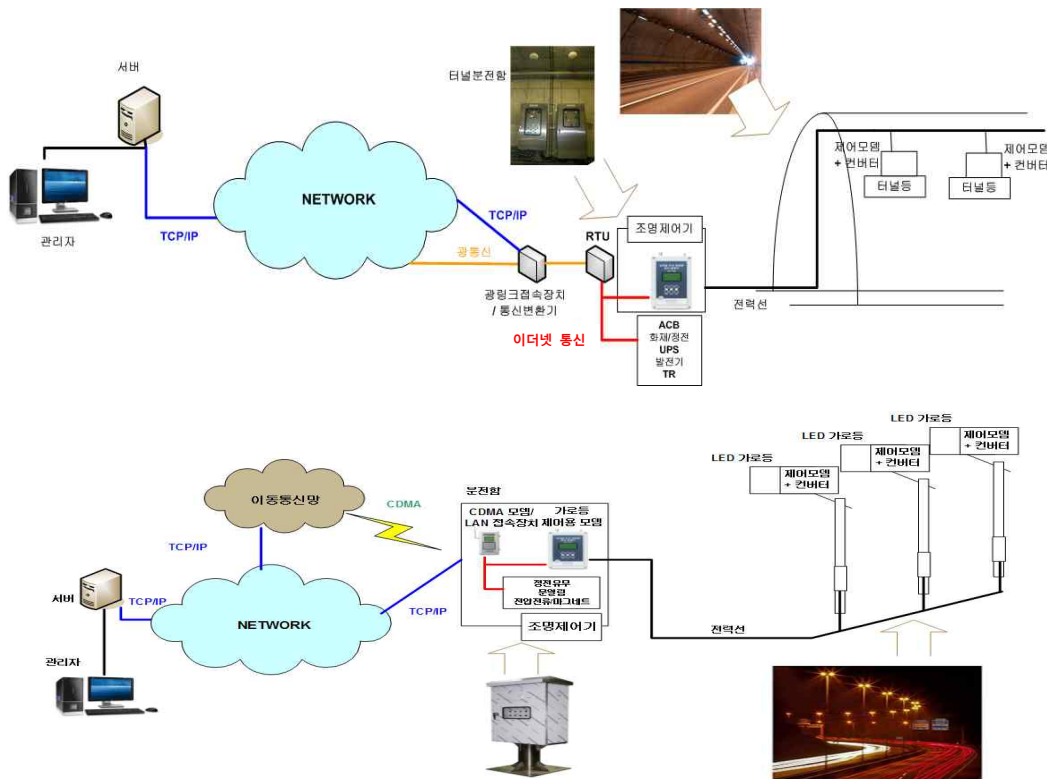 서버
관리자
TCP/IP
NETWORK
TCP/IP
광통신
터널분전함
광링크접속장치
/ 통신변환기
RTU
이더넷 통신
조명제어기
ACB
화재/정전
UPS
발전기
TR
전력선
제어모뎀
+ 컨버터
터널등
제어모뎀
+ 컨버터
터널등
이동통신망
CDMA
TCP/IP
서버
TCP/IP
NETWORK
TCP/IP
관리자
분전함
CDMA 모뎀/
LAN 접속장치
가로등
제어용 모뎀
정전유무
문열림
전압전류/마그네트
조명제어기
전력선
LED 가로등
제어모뎀
+ 컨버터
LED 가로등
제어모뎀
+ 컨버터
LED 가로등
제어모뎀
+ 컨버터